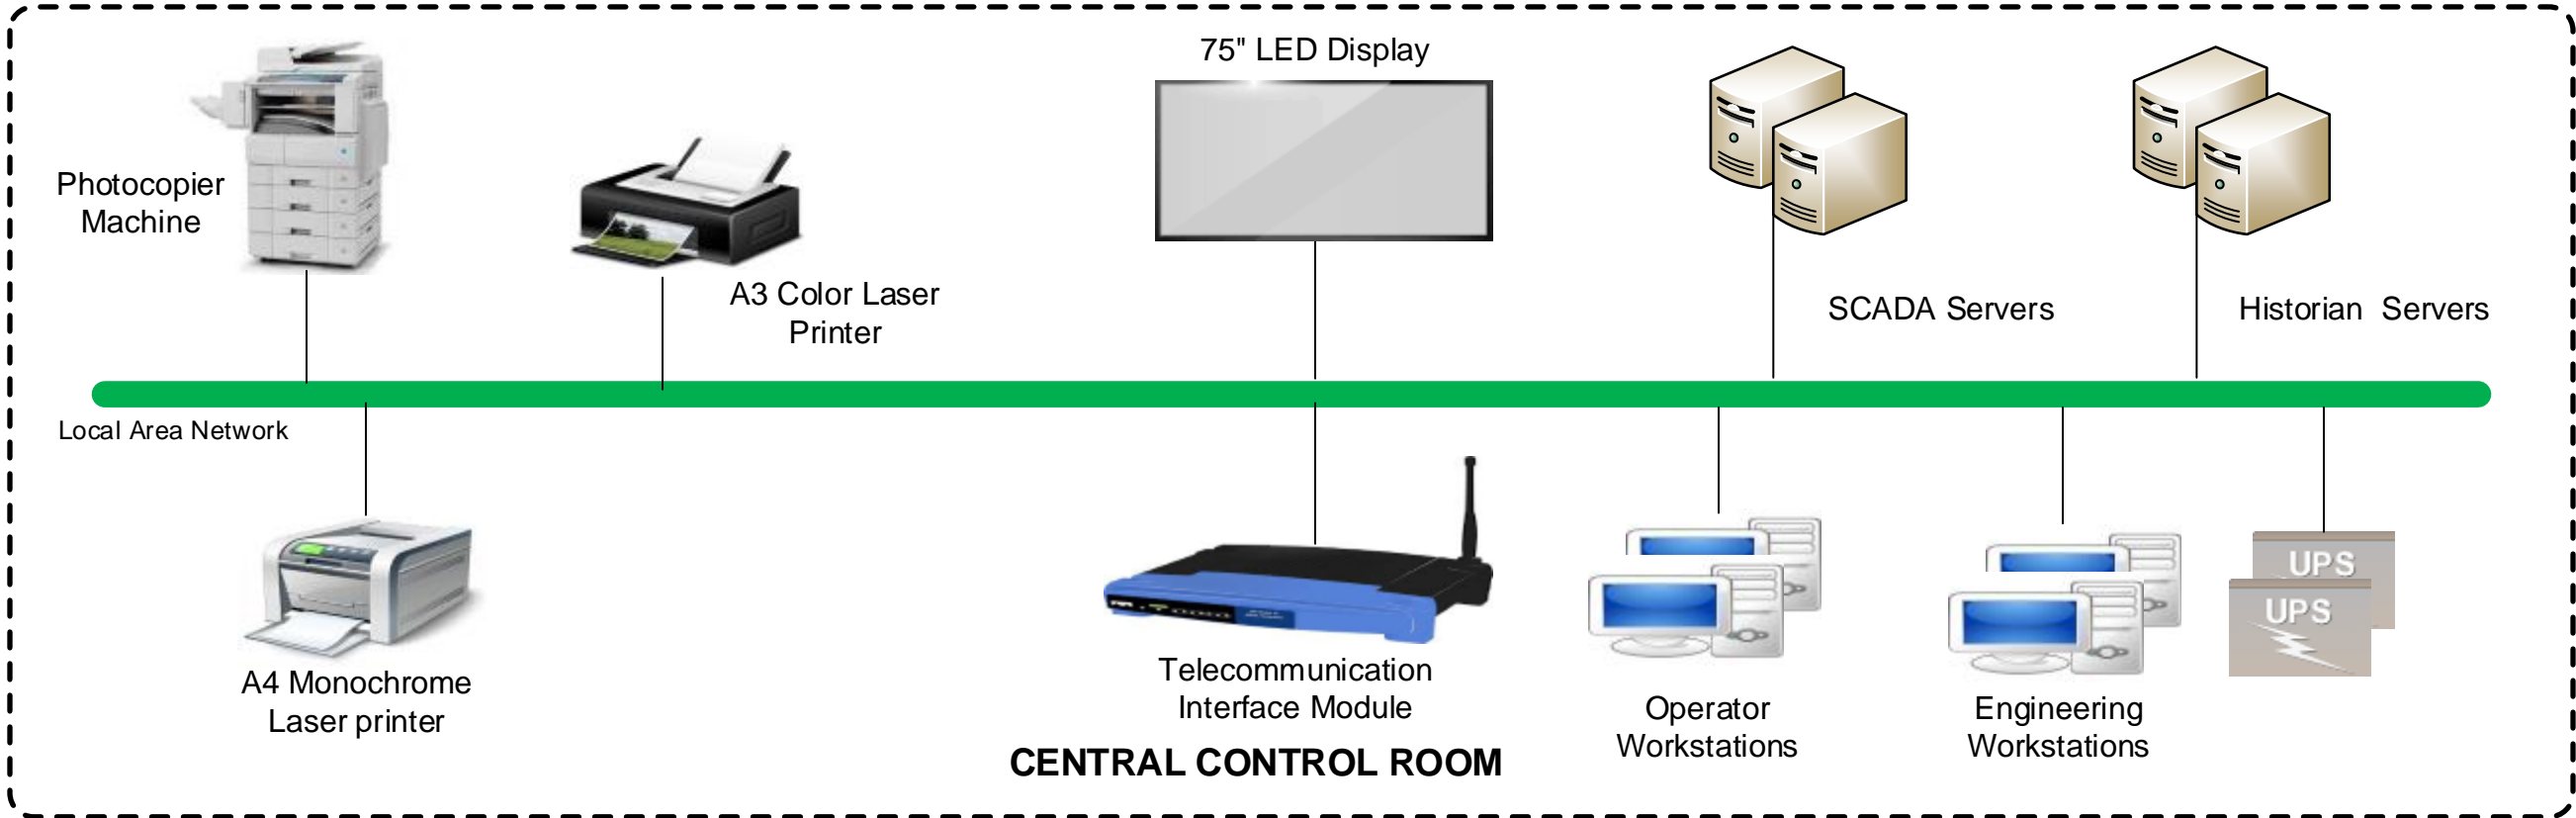 75" LED Display
Photocopier
Machine
A3 Color Laser
Printer
SCADA Servers
Historian Servers
Local Area Network
UPS
UPS
A4 Monochrome
Laser printer
Telecommunication
Interface Module
Operator
Workstations
Engineering
Workstations
CENTRAL CONTROL ROOM